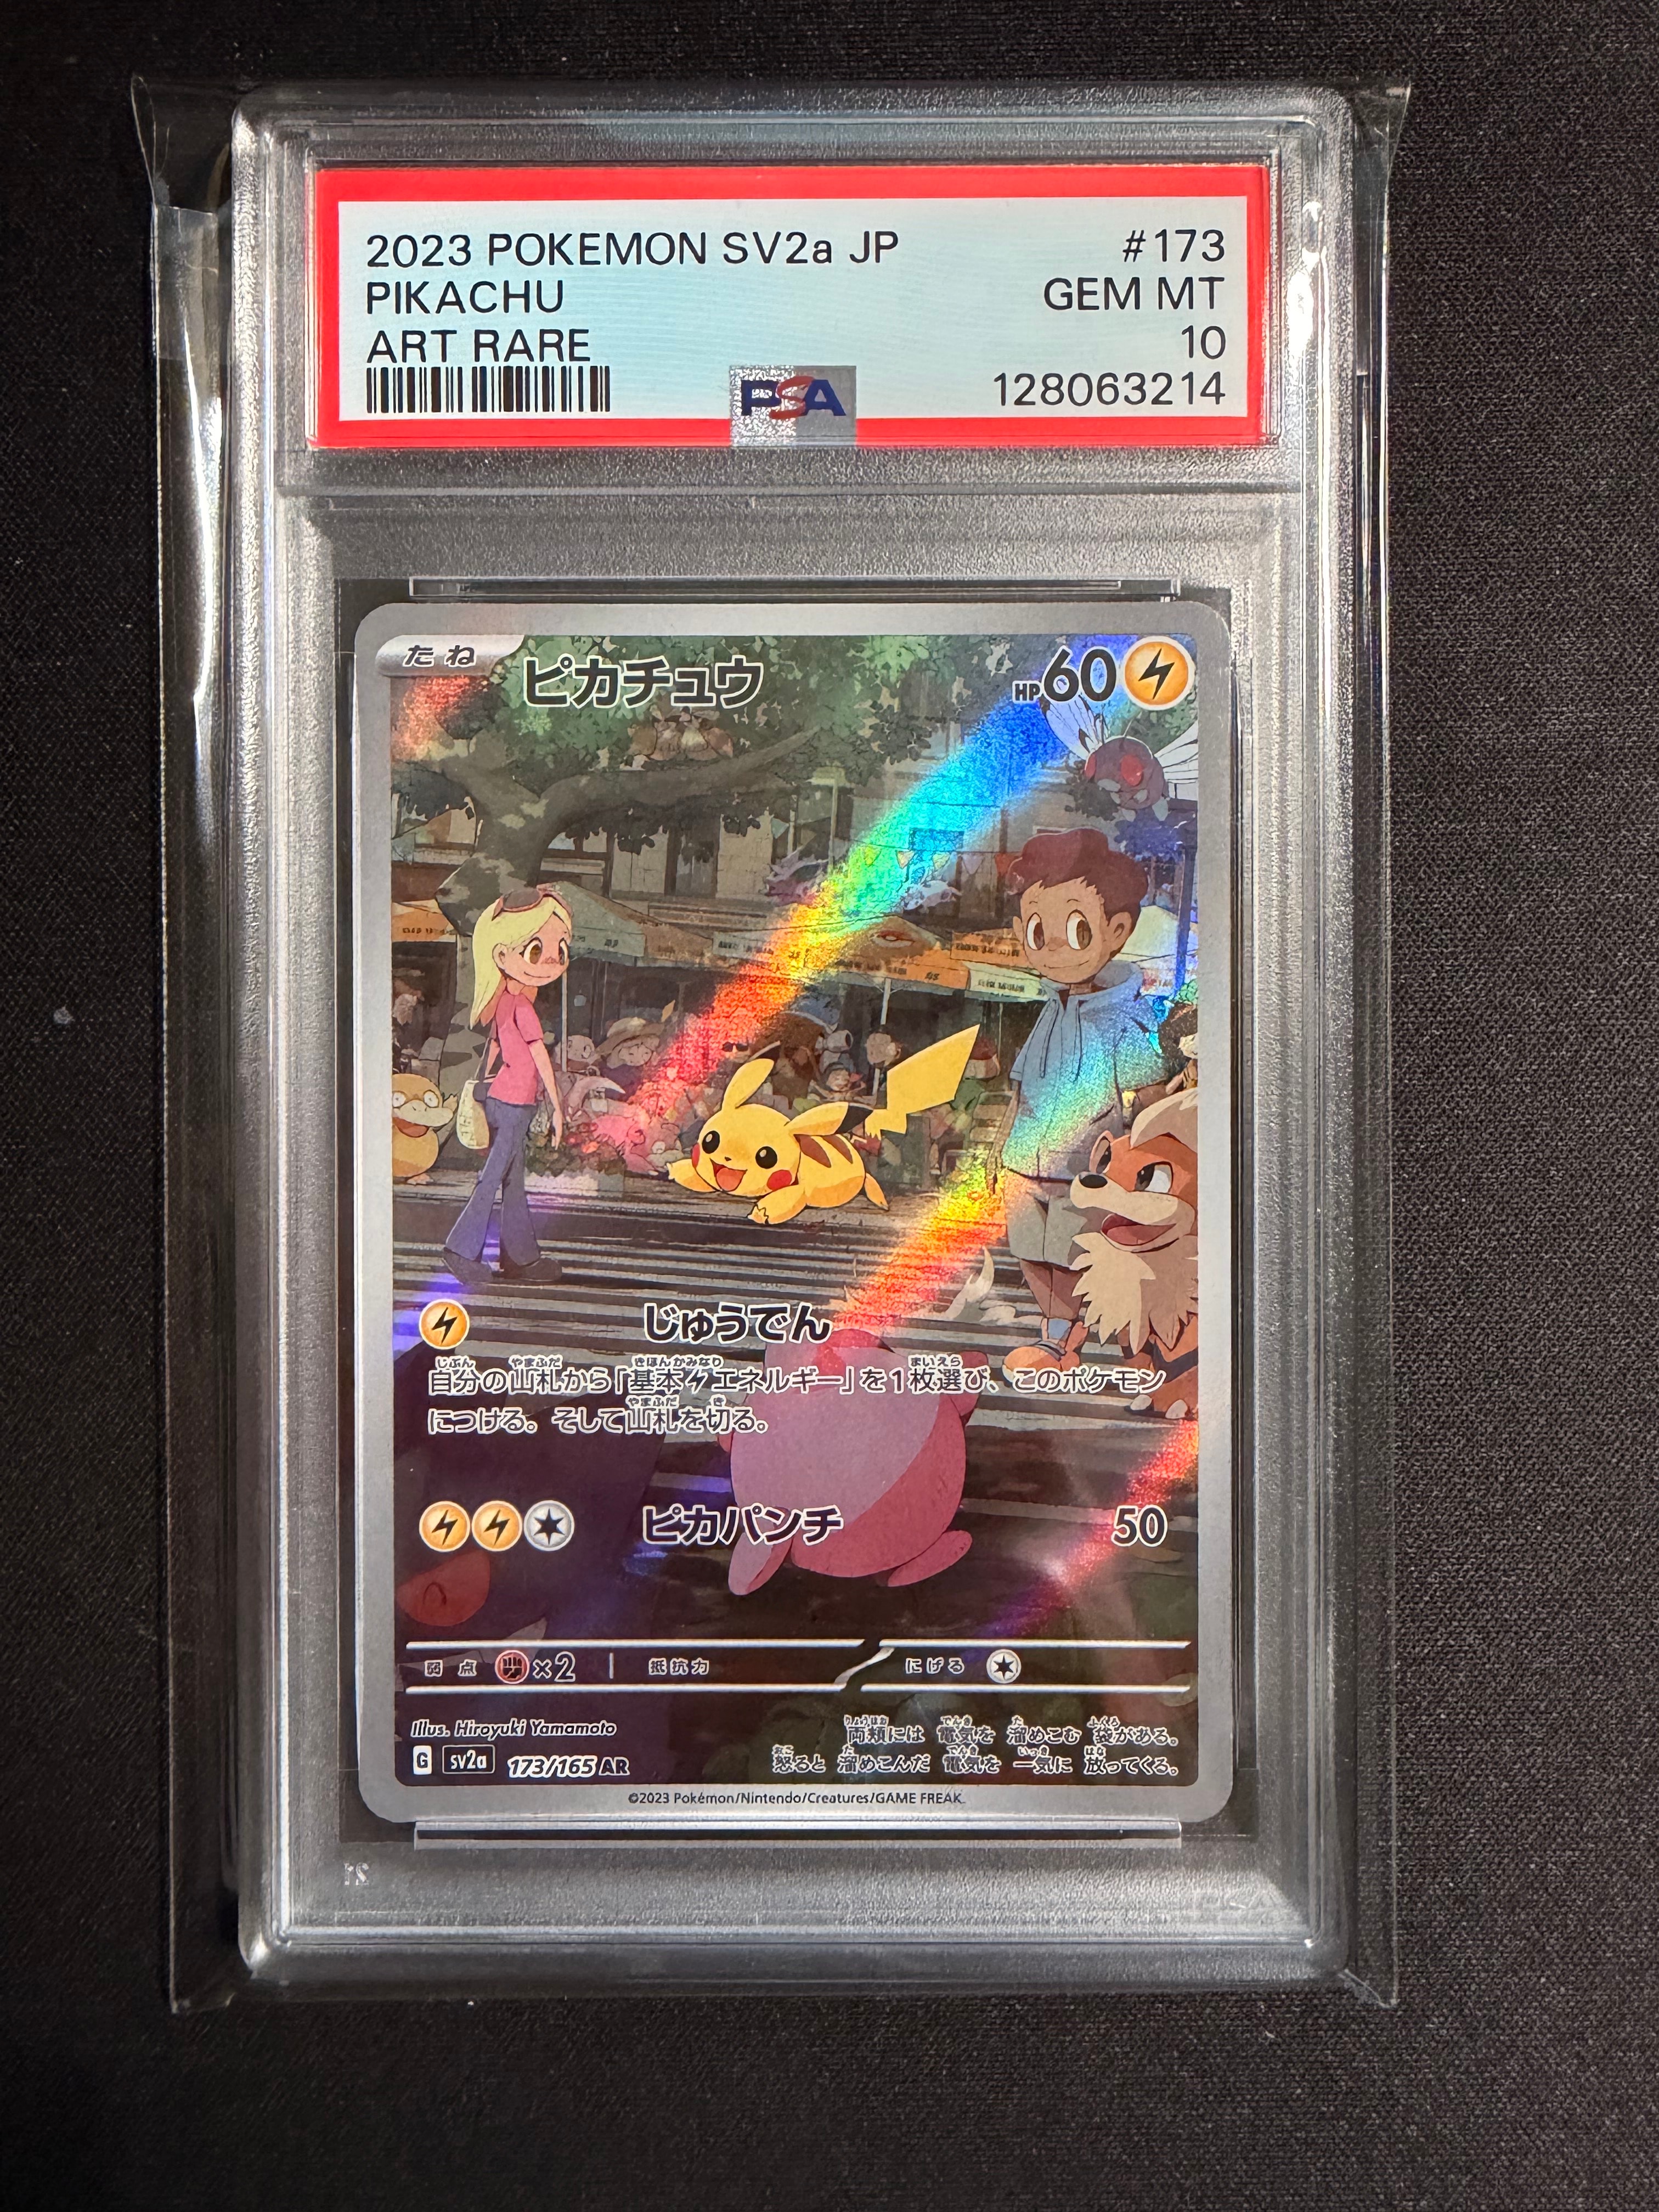 2023 POKEMON SV2a JP #173
PIKACHU GEM MT
ART RARE 10
PSA 128063214
たね ピカチュウ HP60
じゅうでん
自分の山札から「基本エネルギー」を1枚選び、このポケモン
につける。そして山札を切る。
ピカパンチ 50
弱点 ×2 抵抗力 にげる
Illus. Hiroyuki Yamamoto
両頬には 電気を 溜めこむ 袋がある。
G sv2a 173/165 AR
怒ると 溜めこんだ 電気を 一気に 放ってくる。
©2023 Pokémon/Nintendo/Creatures/GAME FREAK.